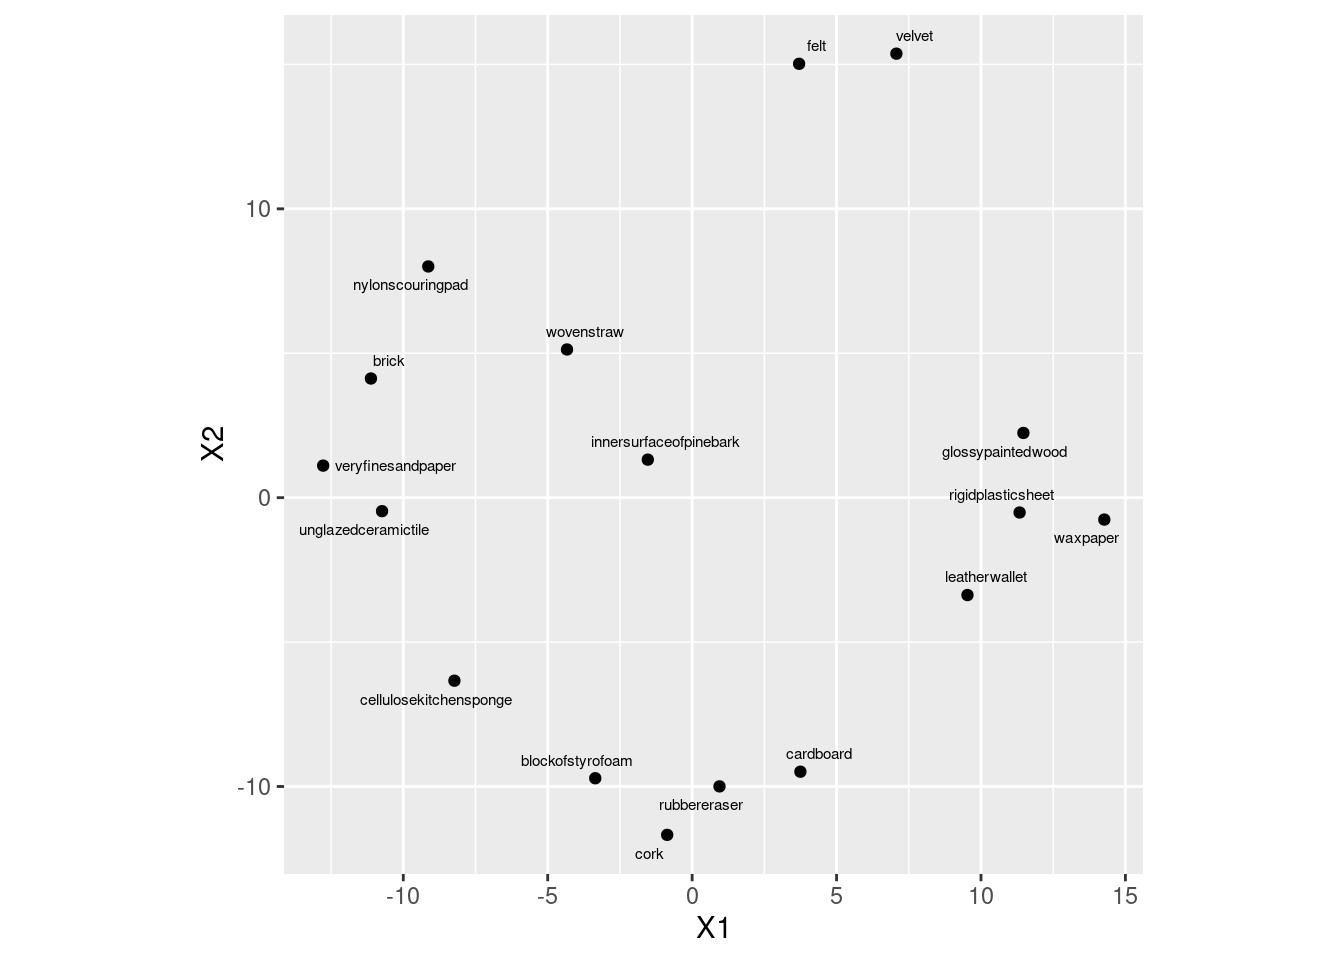 velvet
felt
10
nylonscouringpad
wovenstraw
brick
X2
innersurfaceofpinebark
glossypaintedwood
veryfinesandpaper
rigidplasticsheet
0
unglazedceramictile
waxpaper
leatherwallet
cellulosekitchensponge
cardboard
blockofstyrofoam
-10
rubbereraser
cork
-10 -5 0 5 10 15
X1